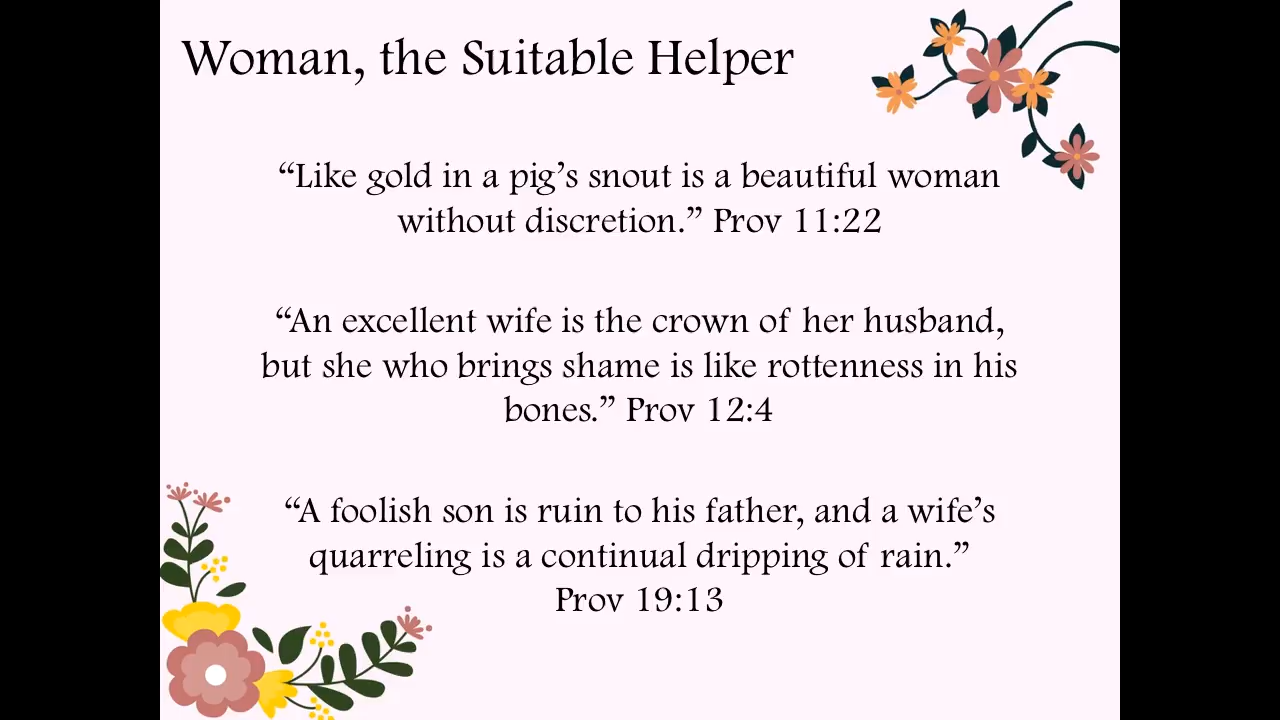 Woman, the Suitable Helper
“Like gold in a pig’s snout is a beautiful woman
without discretion.” Prov 11:22
“An excellent wife is the crown of her husband,
but she who brings shame is like rottenness in his
bones.” Prov 12:4
“A foolish son is ruin to his father, and a wife’s
quarreling is a continual dripping of rain.”
Prov 19:13